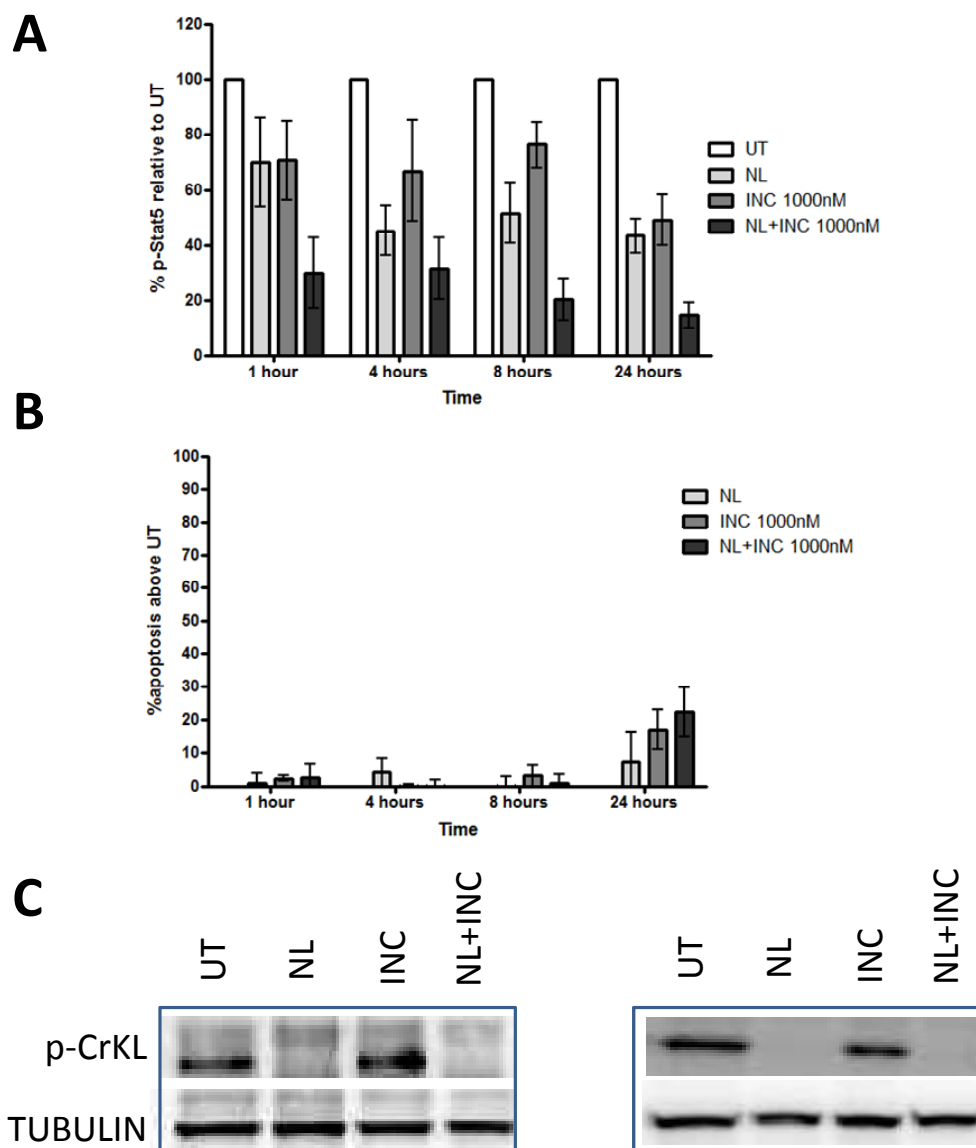 A
120
100
80
60
40
20
0
% p-Stat5 relative to UT
1 hour 4 hours 8 hours 24 hours
Time
UT
NL
INC 1000nM
NL+INC 1000nM
B
100
90
80
70
60
50
40
30
20
10
0
%apoptosis above UT
1 hour 4 hours 8 hours 24 hours
Time
NL
INC 1000nM
NL+INC 1000nM
C
UT NL INC NL+INC UT NL INC NL+INC
p-CrKL
TUBULIN